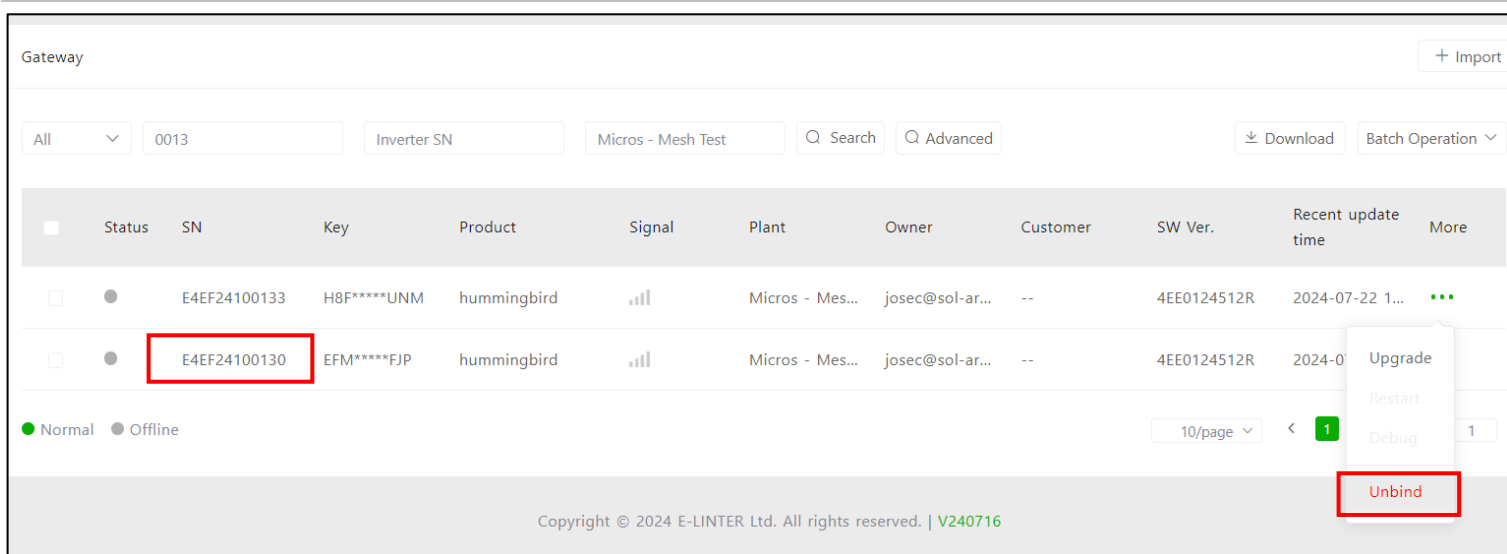 Gateway
+ Import
All 0013 Inverter SN Micros - Mesh Test Search Advanced Download Batch Operation
Status SN Key Product Signal Plant Owner Customer SW Ver. Recent update time More
E4EF24100133 H8F*****UNM hummingbird Micros - Mes... josec@sol-ar... -- 4EE0124512R 2024-07-22 1... •••
E4EF24100130 EFM*****FJP hummingbird Micros - Mes... josec@sol-ar... -- 4EE0124512R 2024-0
Upgrade
Restart
Debug
Unbind
Normal Offline
10/page < 1 1
Copyright © 2024 E-LINTER Ltd. All rights reserved. | V240716